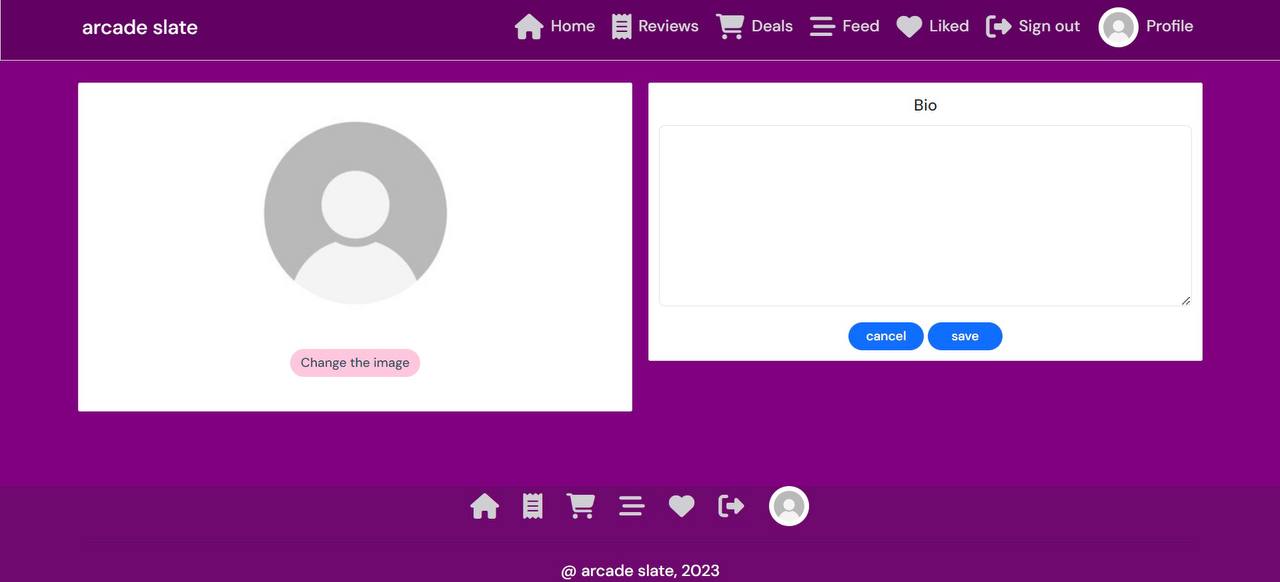 arcade slate
Home Reviews Deals Feed Liked Sign out Profile
Change the image
Bio
cancel save
@ arcade slate, 2023